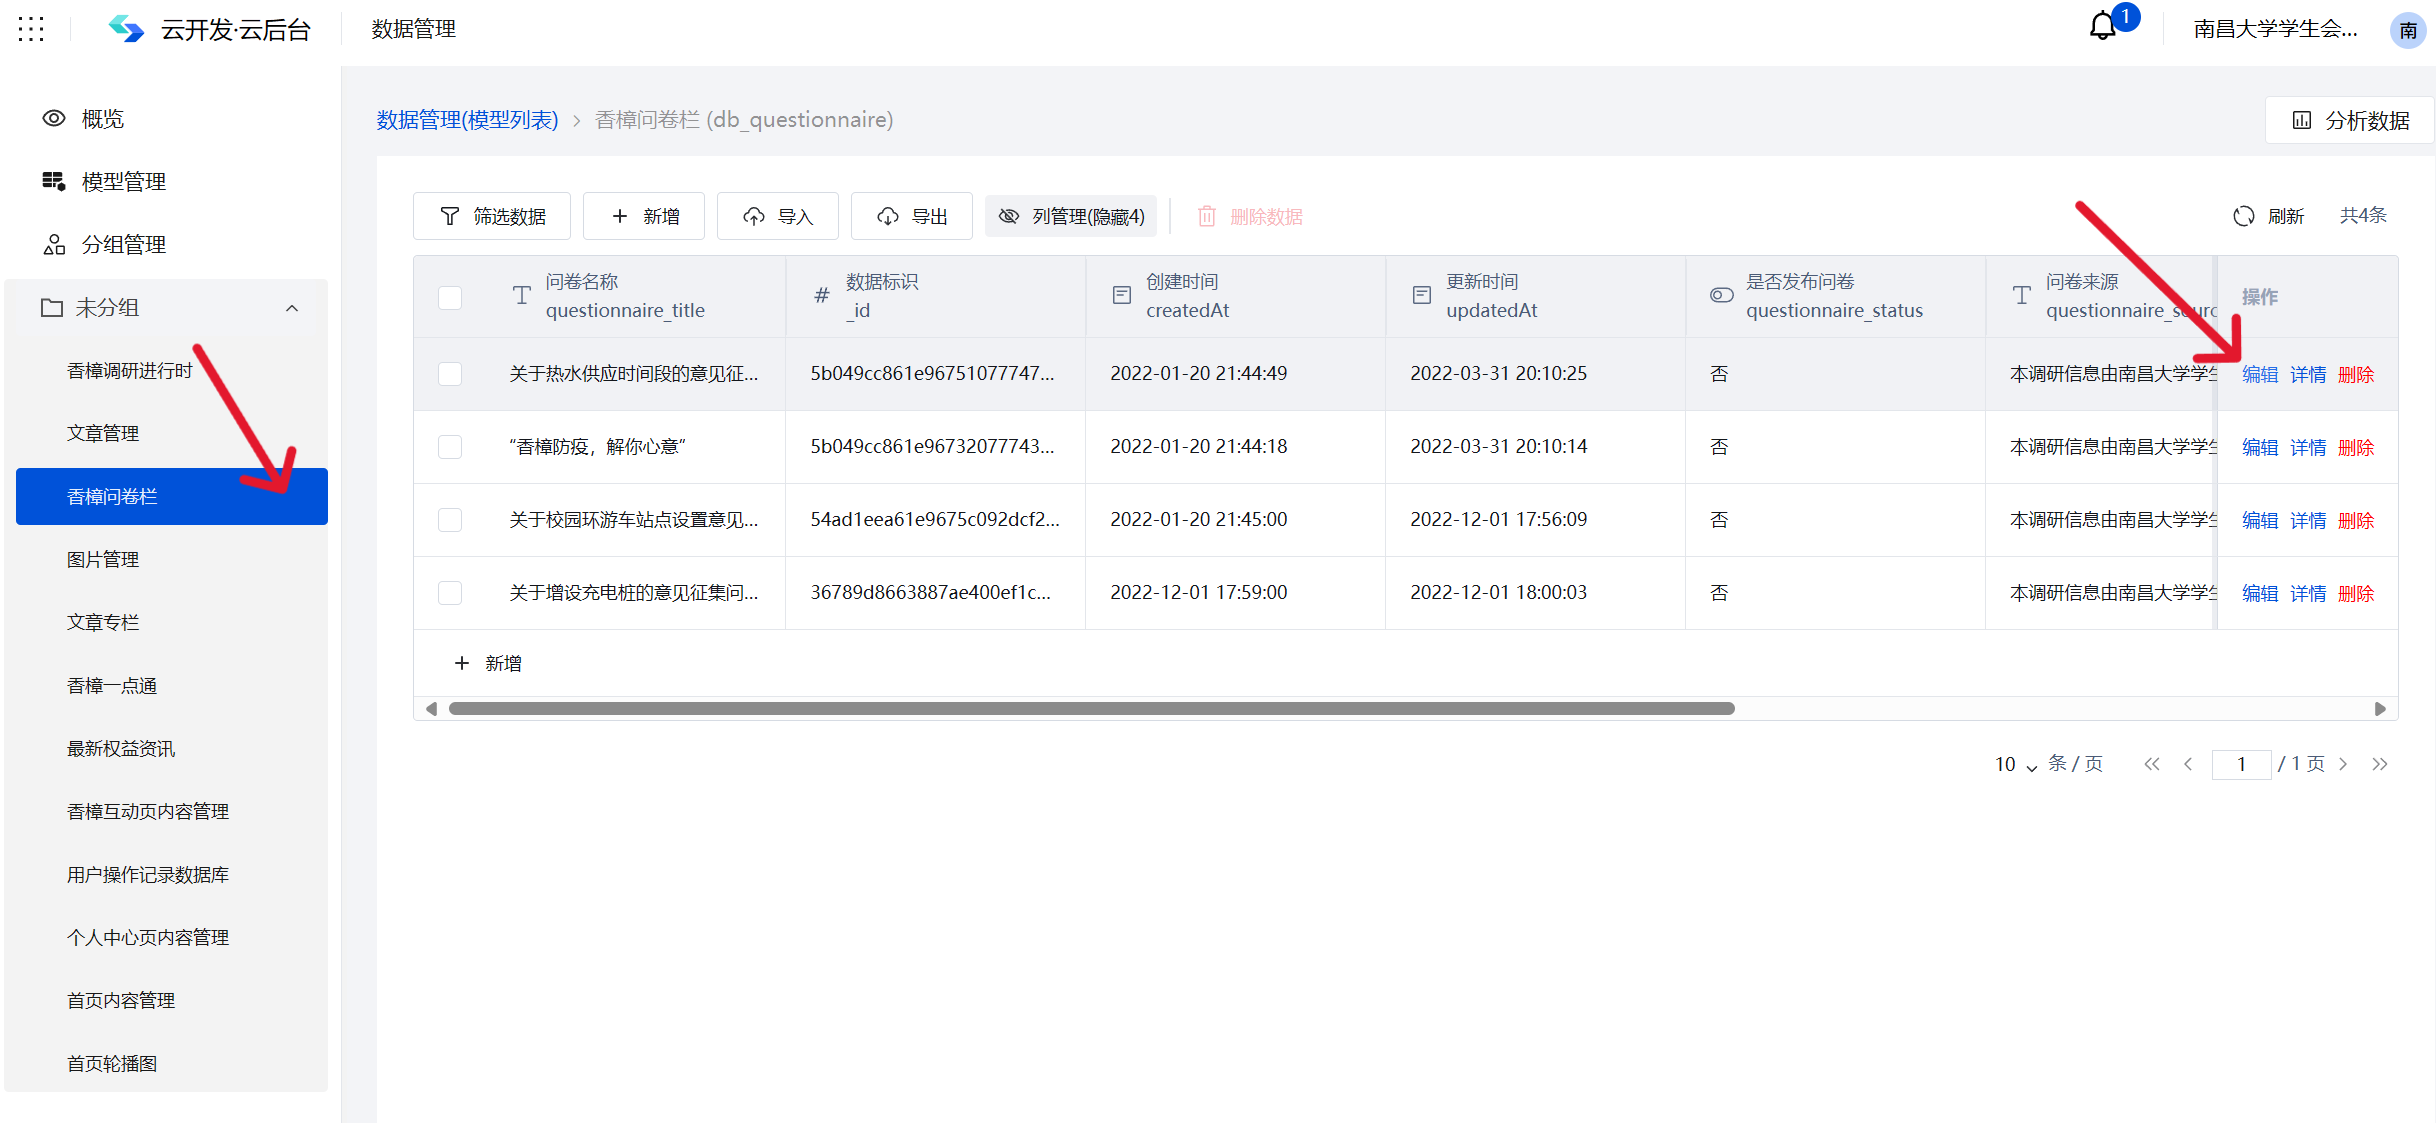 云开发·云后台
数据管理
1
南昌大学学生会...
南
概览
模型管理
分组管理
未分组
香樟调研进行时
文章管理
香樟问卷栏
图片管理
文章专栏
香樟一点通
最新权益资讯
香樟互动页内容管理
用户操作记录数据库
个人中心页内容管理
首页内容管理
首页轮播图
数据管理(模型列表) > 香樟问卷栏 (db_questionnaire)
分析数据
筛选数据 + 新增 导入 导出 列管理(隐藏4) 删除数据 刷新 共4条
问卷名称 # 数据标识 创建时间 更新时间 是否发布问卷 问卷来源 操作
questionnaire_title _id createdAt updatedAt questionnaire_status questionnaire_sourc
关于热水供应时间段的意见征... 5b049cc861e96751077747... 2022-01-20 21:44:49 2022-03-31 20:10:25 否 本调研信息由南昌大学学生 编辑 详情 删除
“香樟防疫，解你心意” 5b049cc861e96732077743... 2022-01-20 21:44:18 2022-03-31 20:10:14 否 本调研信息由南昌大学学生 编辑 详情 删除
关于校园环游车站点设置意见... 54ad1eea61e9675c092dcf2... 2022-01-20 21:45:00 2022-12-01 17:56:09 否 本调研信息由南昌大学学生 编辑 详情 删除
关于增设充电桩的意见征集问... 36789d8663887ae400ef1c... 2022-12-01 17:59:00 2022-12-01 18:00:03 否 本调研信息由南昌大学学生 编辑 详情 删除
+ 新增
10 条 / 页 1 / 1 页